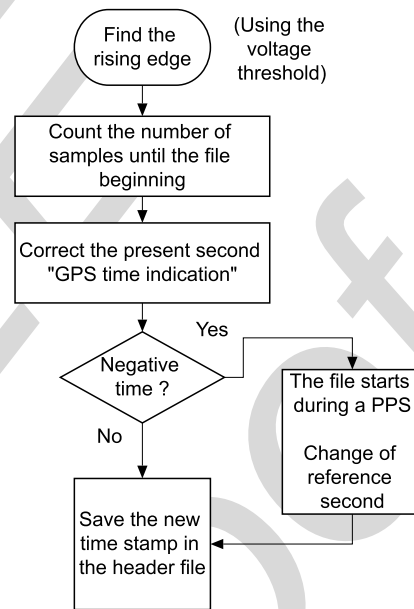 Find the
rising edge
(Using the
voltage
threshold)
Count the number of
samples until the file
beginning
Correct the present second
"GPS time indication"
Negative
time ?
Yes
No
The file starts
during a PPS
Change of
reference
second
Save the new
time stamp in
the header file